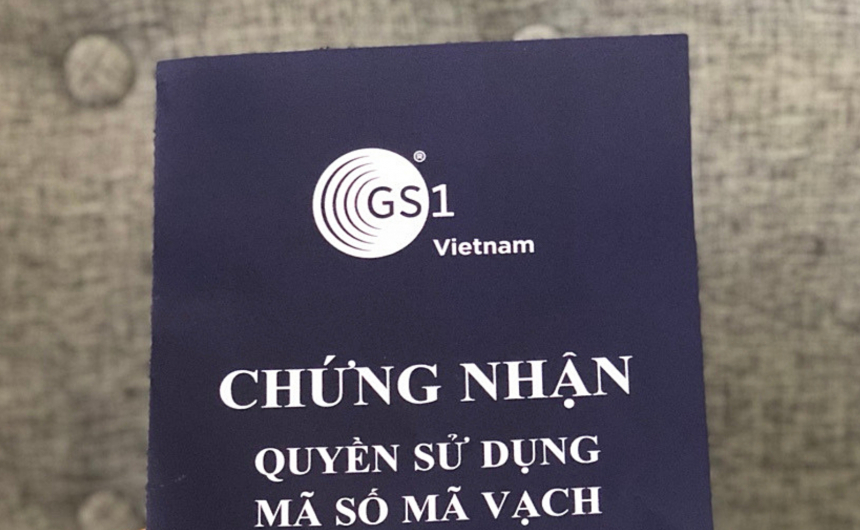 GS1®
Vietnam
CHỨNG NHẬN
QUYỀN SỬ DỤNG
MÃ SỐ MÃ VẠCH